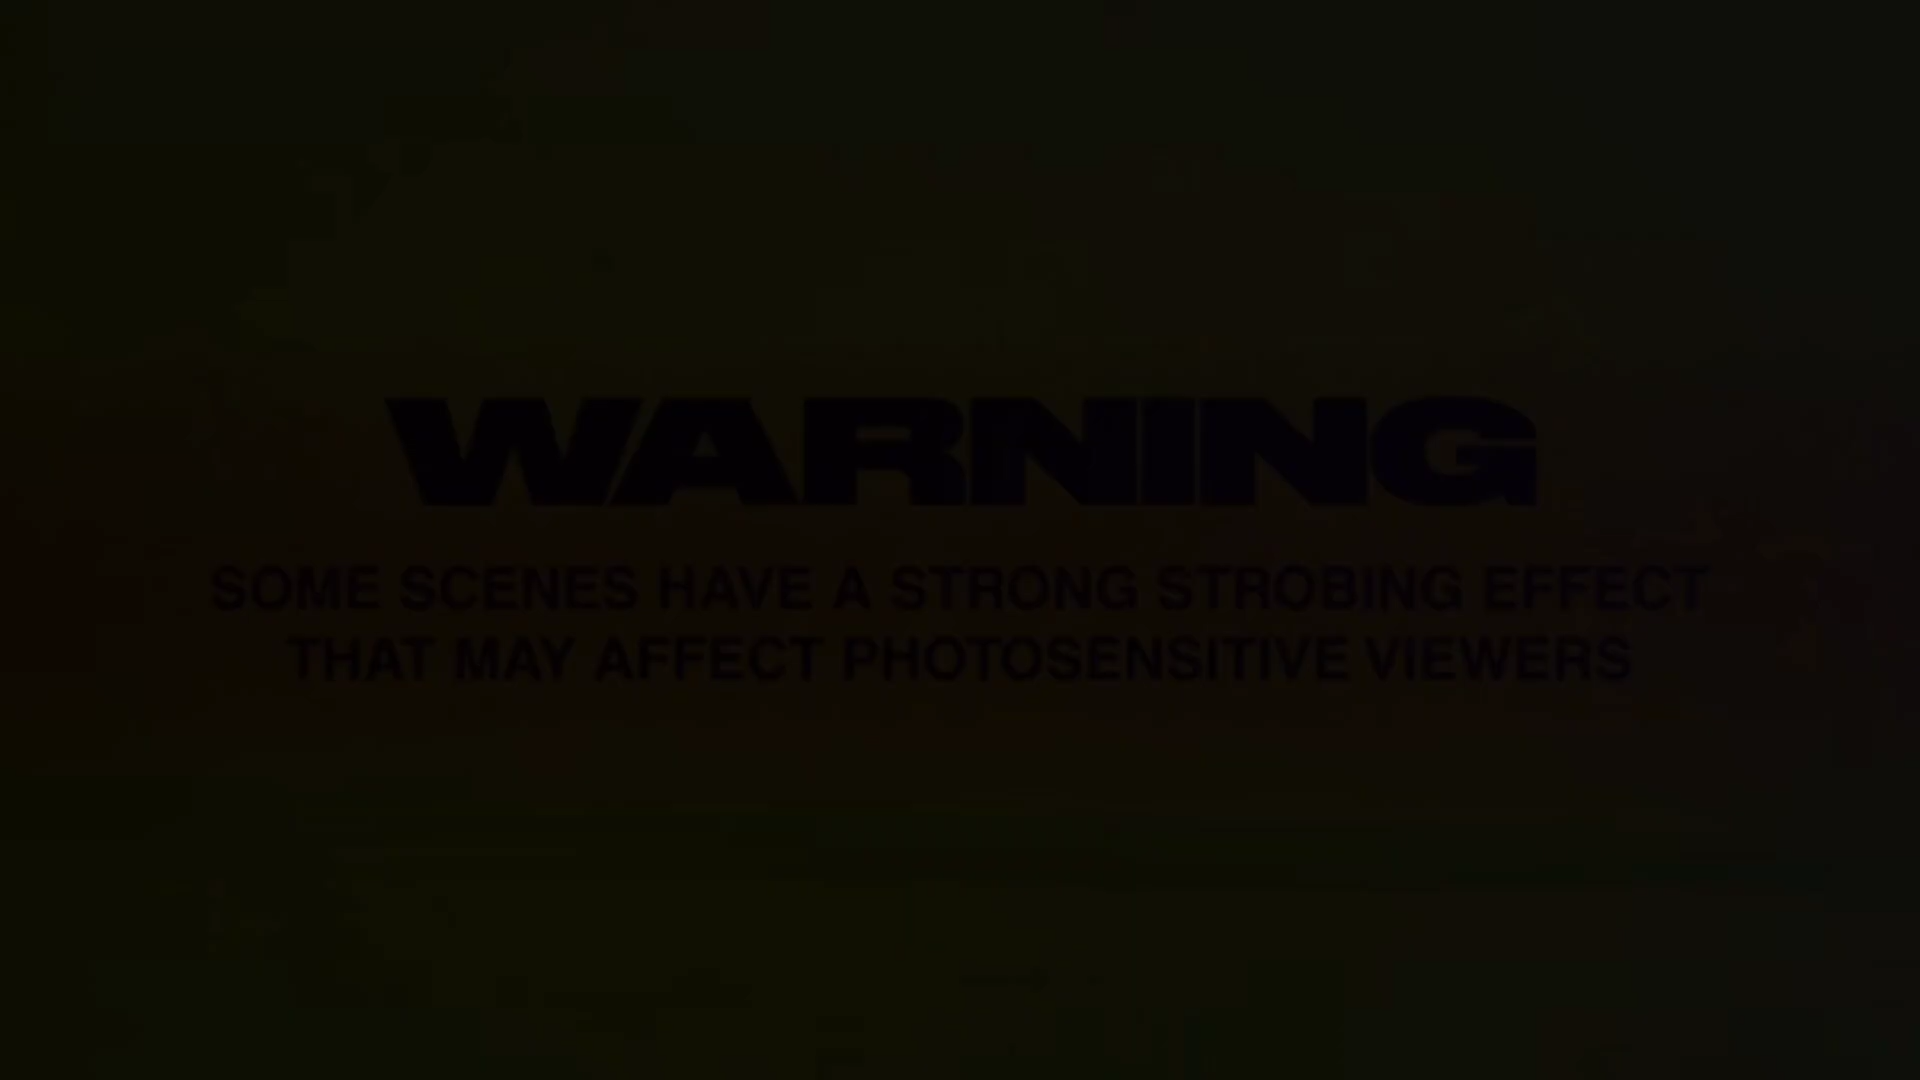 WARNING
SOME SCENES HAVE A STRONG STROBING EFFECT
THAT MAY AFFECT PHOTOSENSITIVE VIEWERS